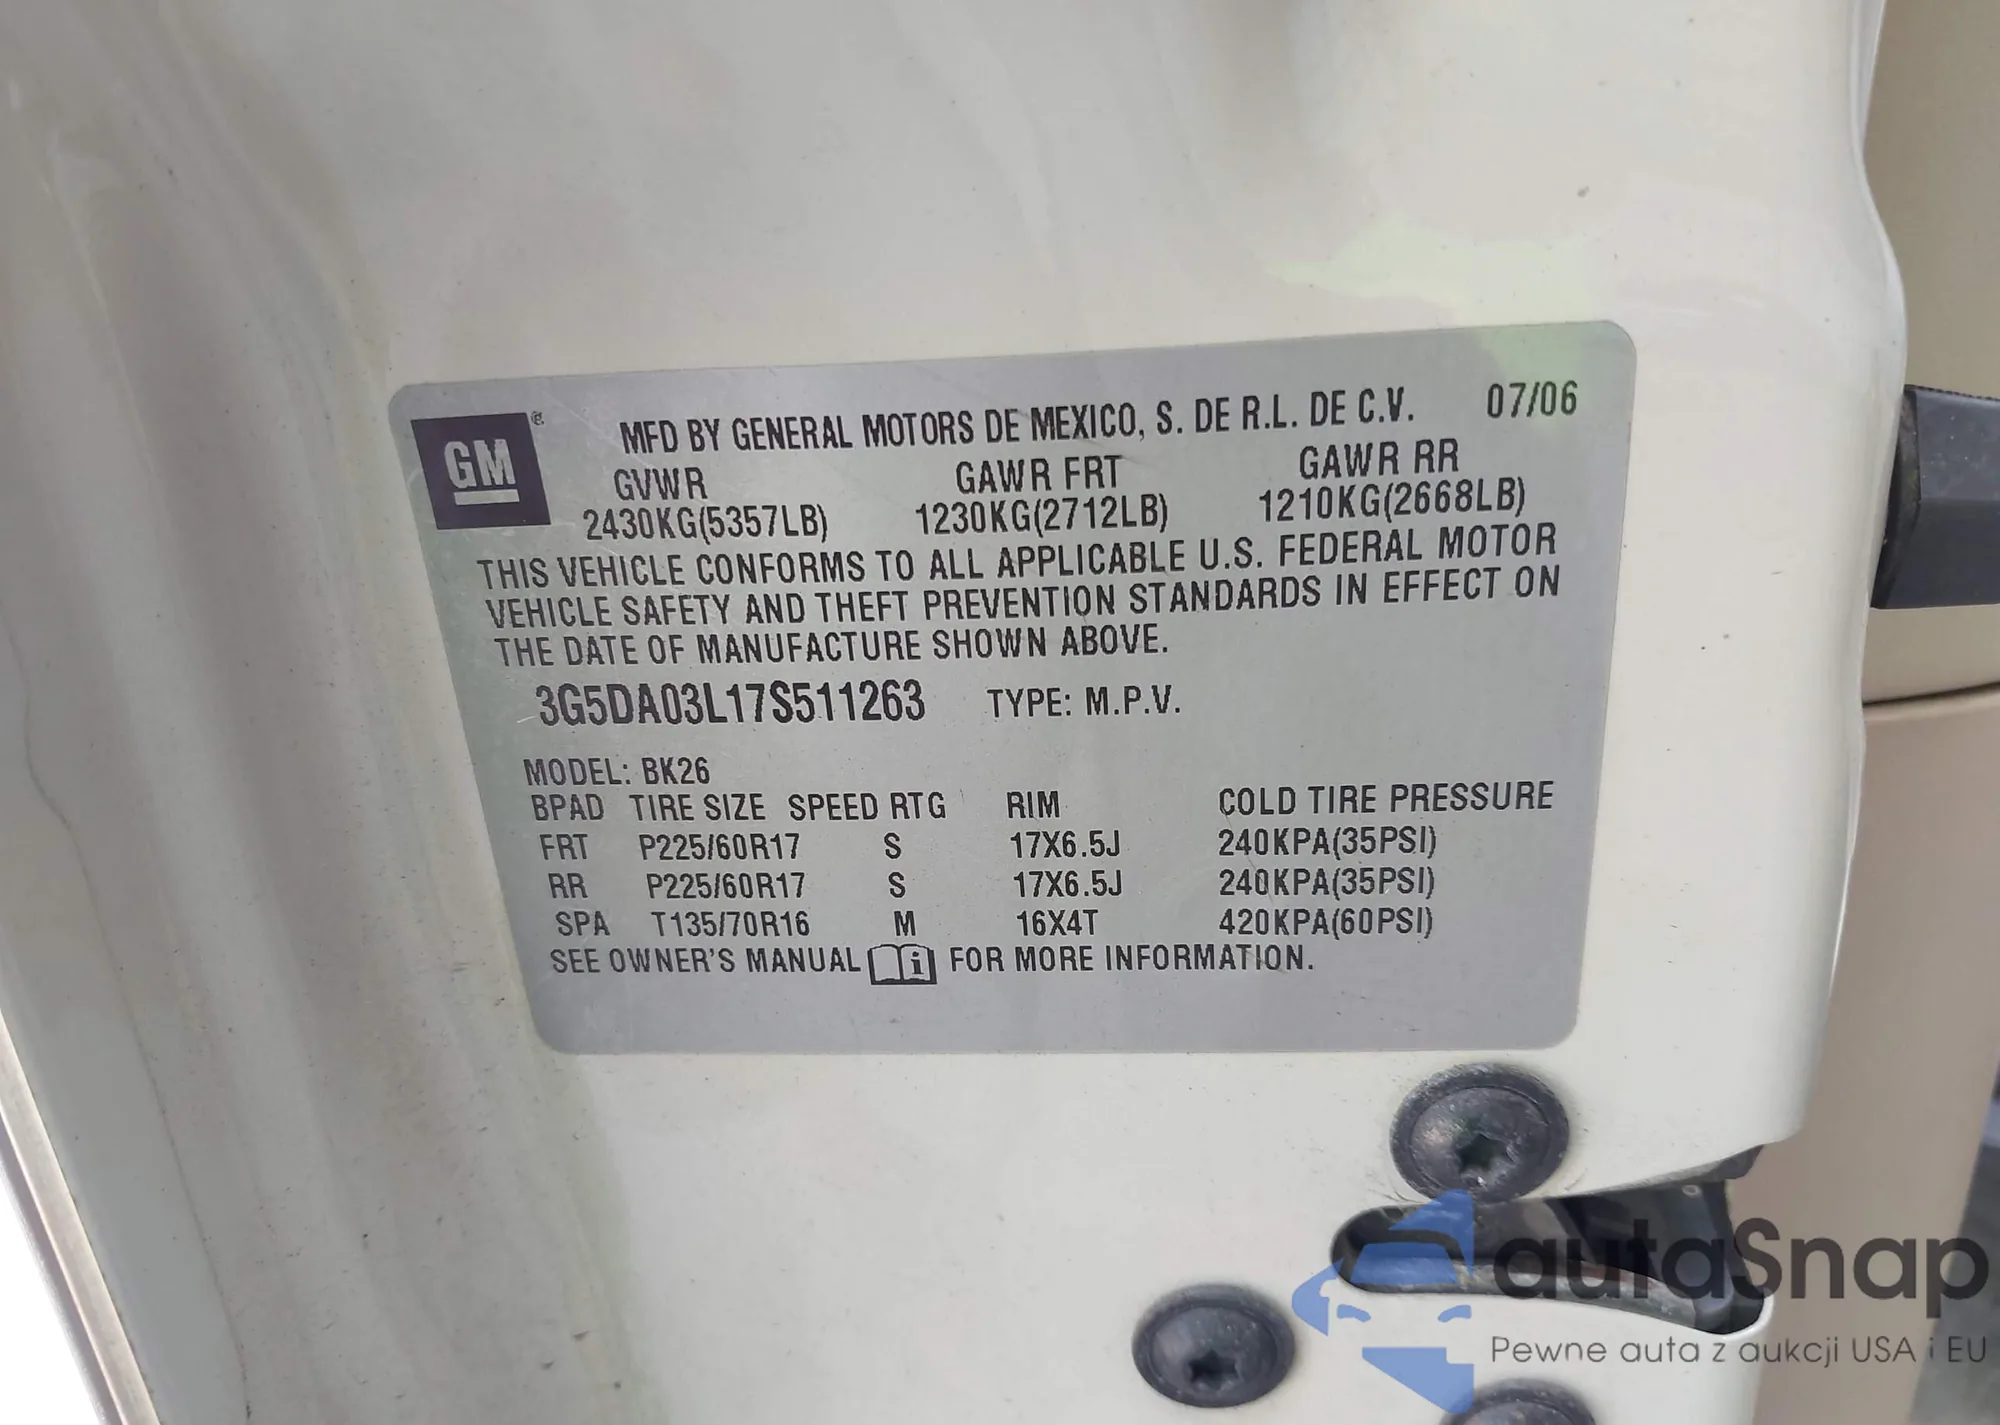 GM ®
MFD BY GENERAL MOTORS DE MEXICO, S. DE R.L. DE C.V. 07/06
GVWR GAWR FRT GAWR RR
2430KG(5357LB) 1230KG(2712LB) 1210KG(2668LB)
THIS VEHICLE CONFORMS TO ALL APPLICABLE U.S. FEDERAL MOTOR
VEHICLE SAFETY AND THEFT PREVENTION STANDARDS IN EFFECT ON
THE DATE OF MANUFACTURE SHOWN ABOVE.
3G5DA03L17S511263 TYPE: M.P.V.
MODEL: BK26
BPAD TIRE SIZE SPEED RTG RIM COLD TIRE PRESSURE
FRT P225/60R17 S 17X6.5J 240KPA(35PSI)
RR P225/60R17 S 17X6.5J 240KPA(35PSI)
SPA T135/70R16 M 16X4T 420KPA(60PSI)
SEE OWNER'S MANUAL i FOR MORE INFORMATION.
autaSnap
Pewne auta z aukcji USA i EU